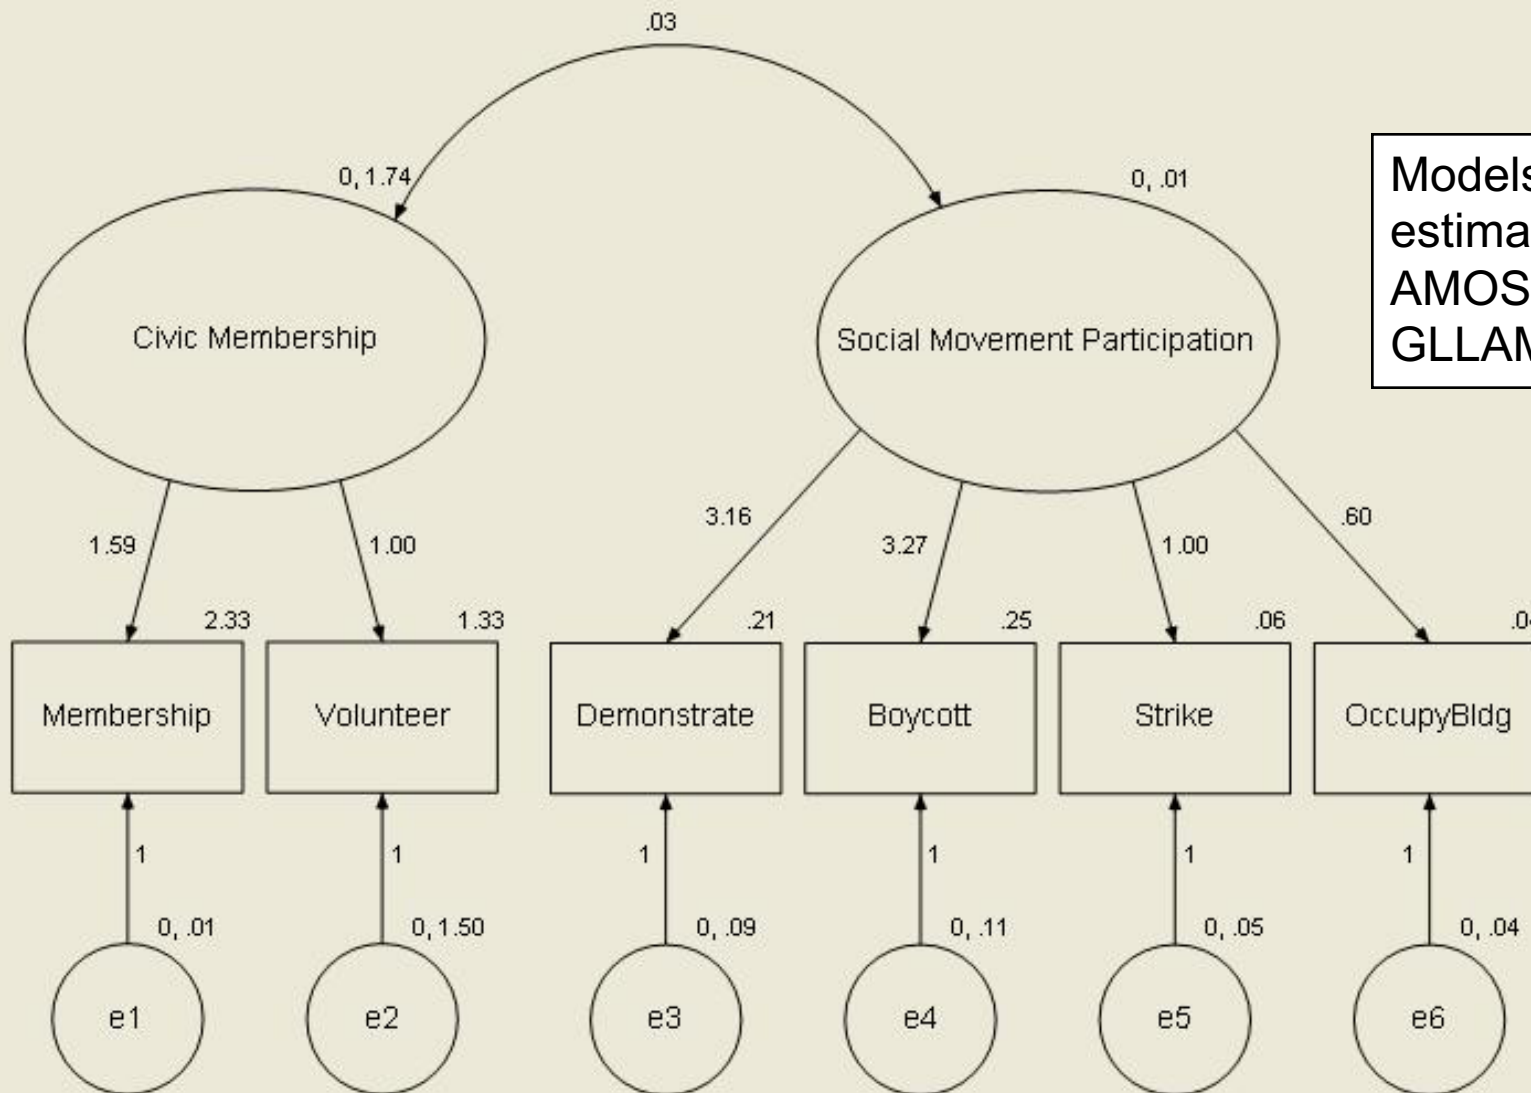 .03
0, 1.74
0, .01
Models
estima
AMOS
GLLAM
Civic Membership
Social Movement Participation
1.59
1.00
3.16
3.27
1.00
.60
2.33
1.33
.21
.25
.06
Membership
Volunteer
Demonstrate
Boycott
Strike
OccupyBldg
1
1
1
1
1
1
0, .01
0, 1.50
0, .09
0, .11
0, .05
0, .04
e1
e2
e3
e4
e5
e6